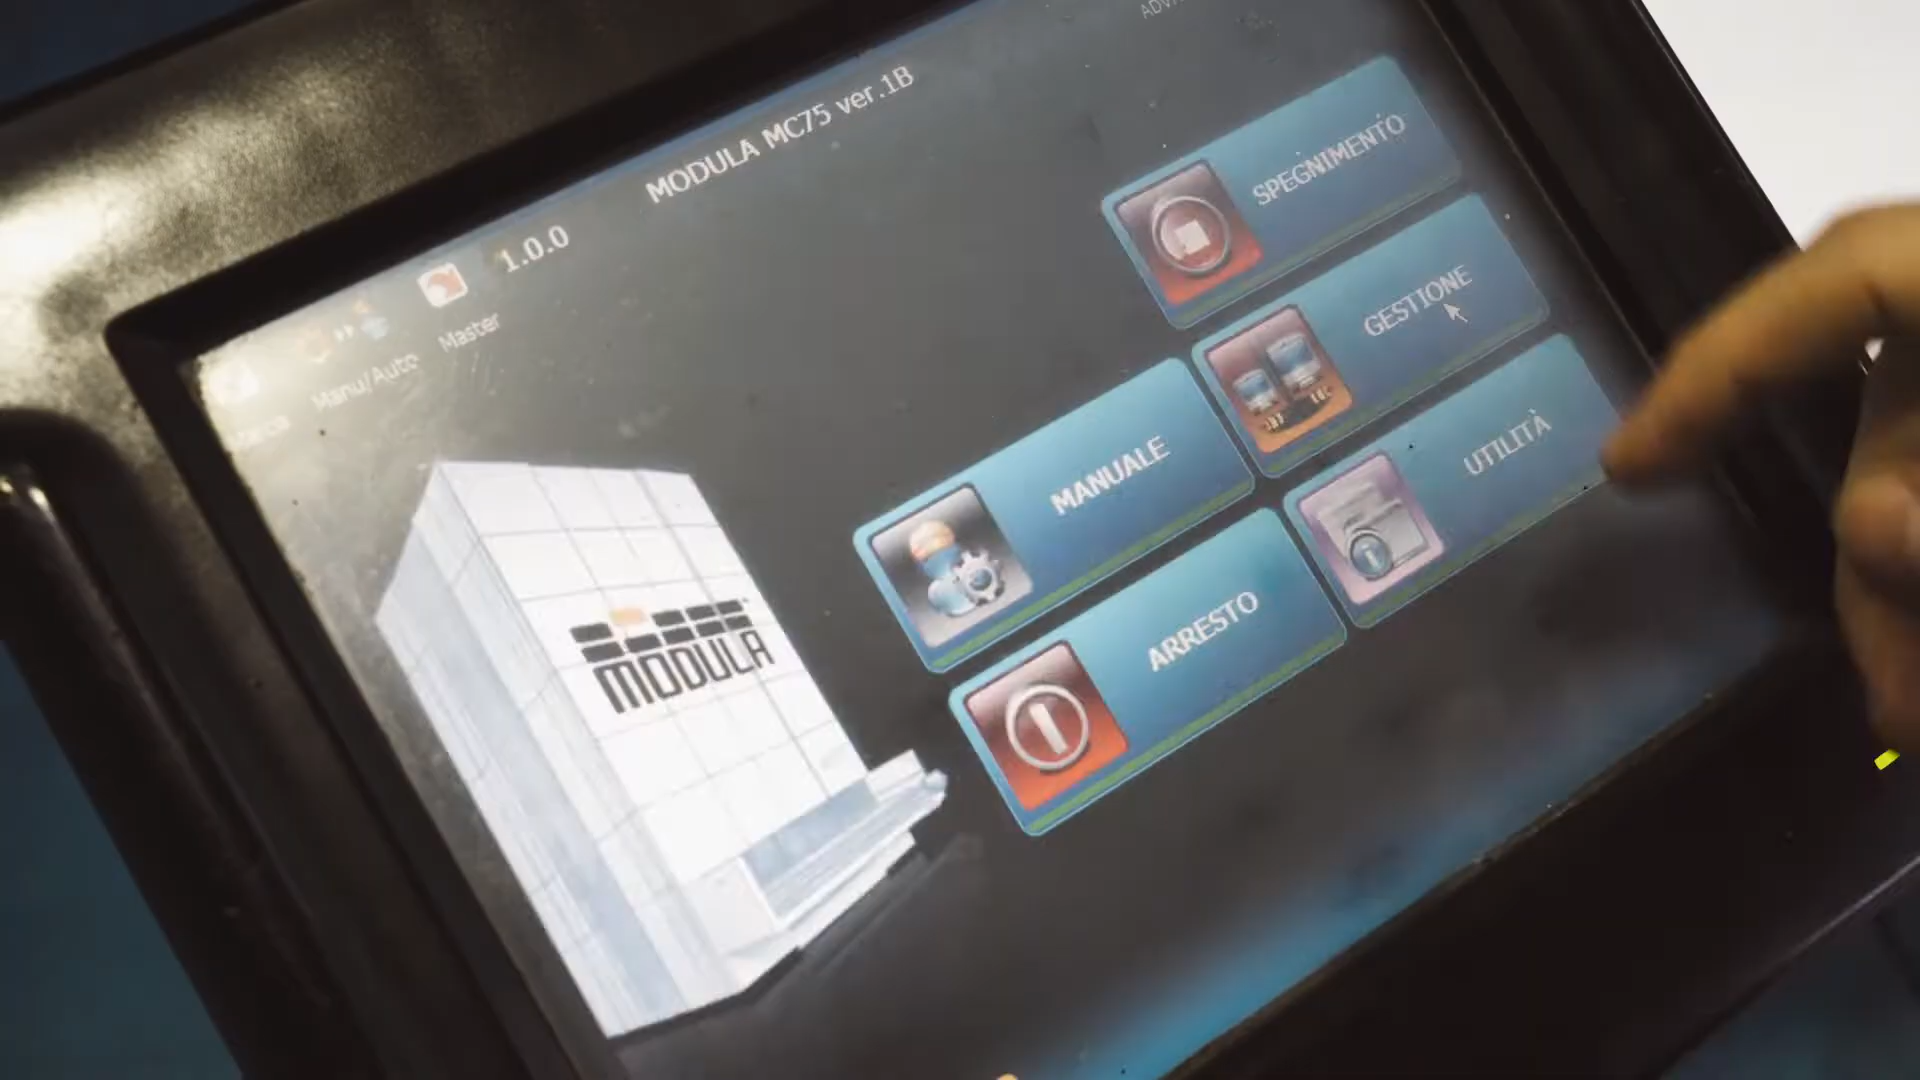 MODULA MC75 ver.1B
1.0.0
Manu/Auto
Master
SPEGNIMENTO
GESTIONE
MANUALE
UTILITÀ
ARRESTO
MODULA